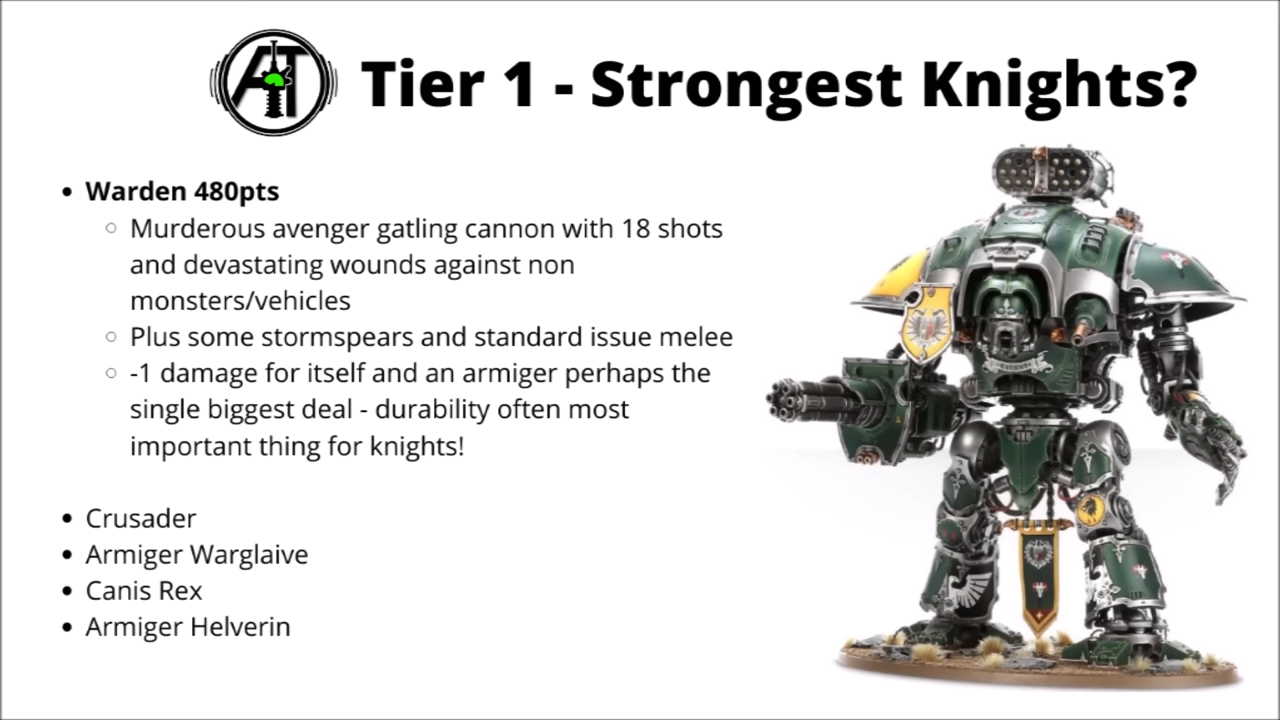 AT
Tier 1 - Strongest Knights?
• Warden 480pts
○ Murderous avenger gatling cannon with 18 shots
and devastating wounds against non
monsters/vehicles
○ Plus some stormspears and standard issue melee
○ -1 damage for itself and an armiger perhaps the
single biggest deal - durability often most
important thing for knights!
• Crusader
• Armiger Warglaive
• Canis Rex
• Armiger Helverin